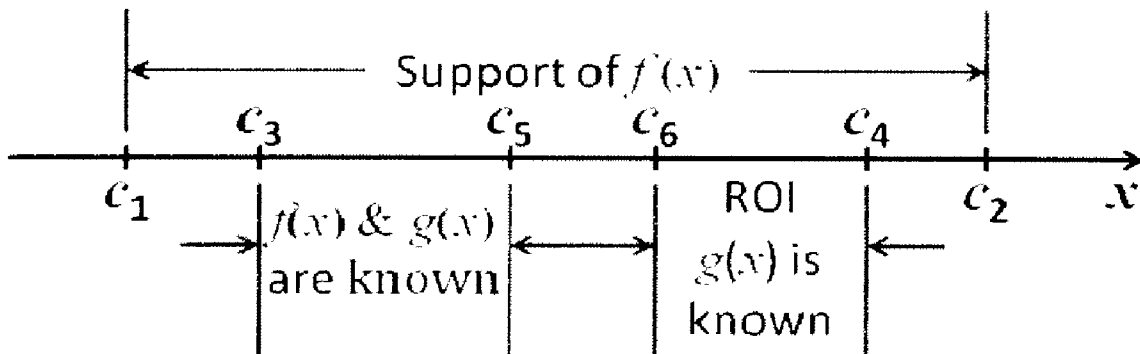 Support of f(x)
c3 c5 c6 c4
c1 c2 x
f(x) & g(x)
are known
ROI
g(x) is
known